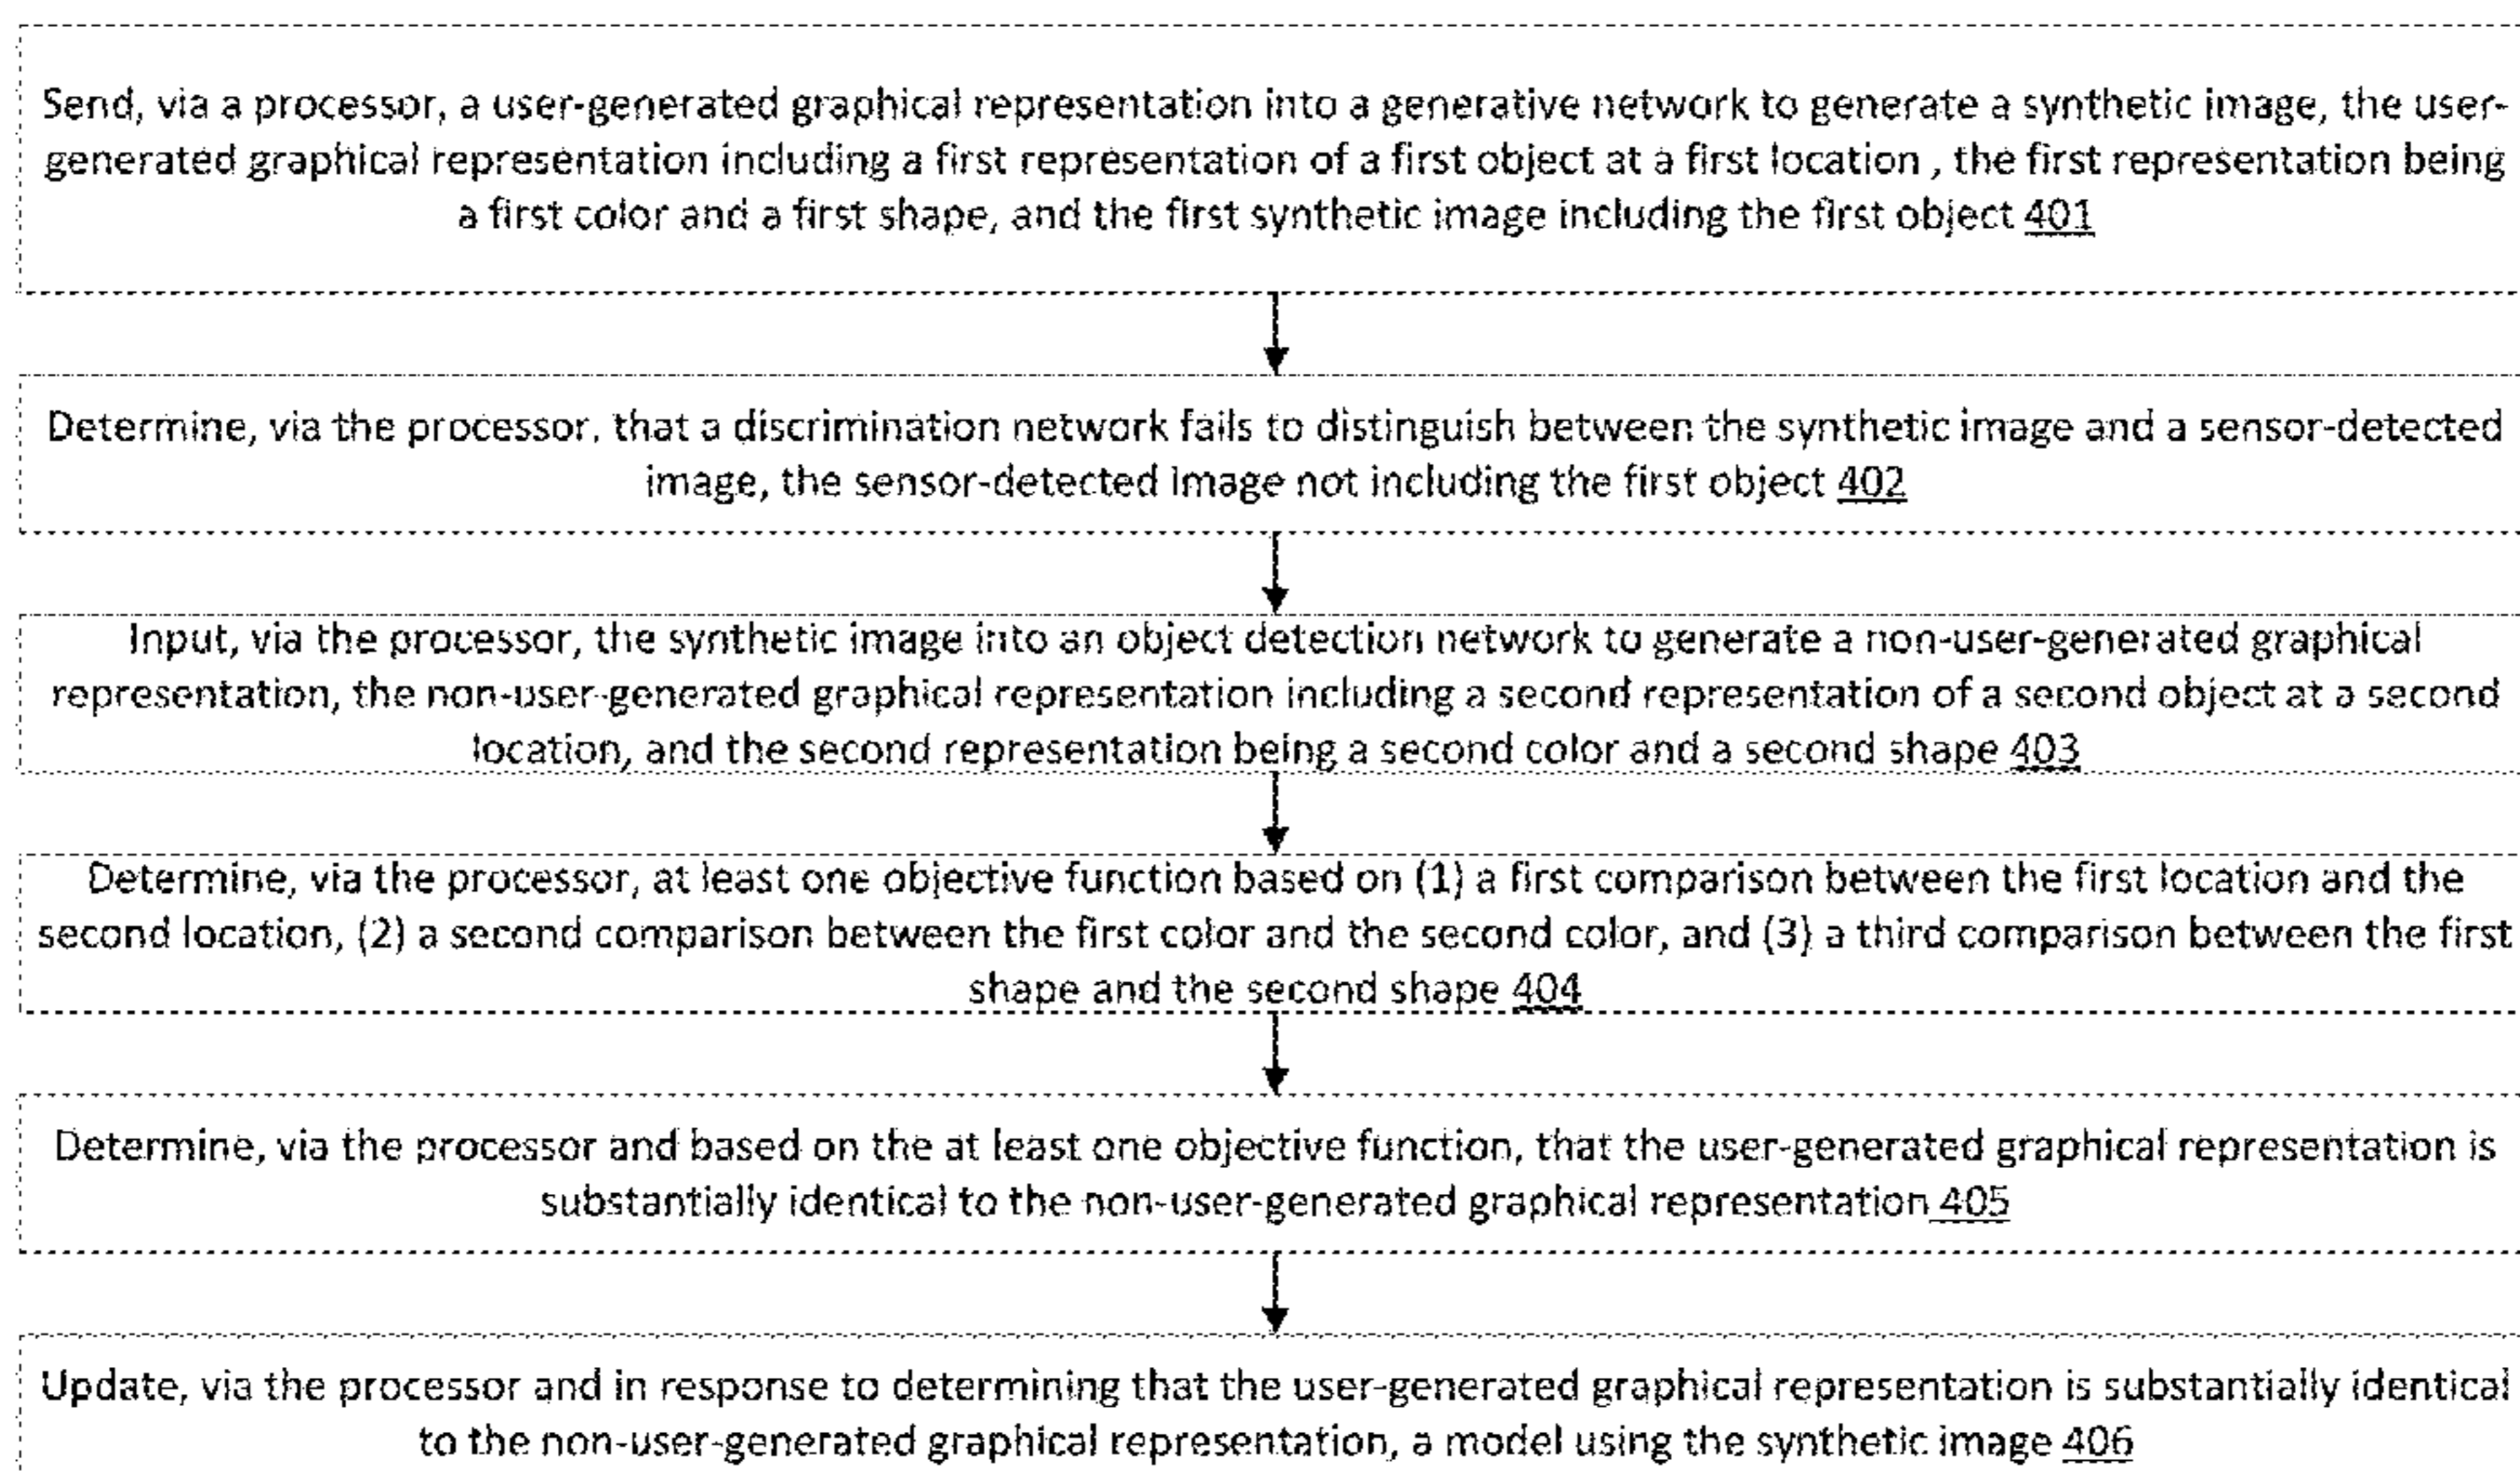 Send, via a processor, a user-generated graphical representation into a generative network to generate a synthetic image, the user-
generated graphical representation including a first representation of a first object at a first location , the first representation being
a first color and a first shape, and the first synthetic image including the first object 401
Determine, via the processor, that a discrimination network fails to distinguish between the synthetic image and a sensor-detected
image, the sensor-detected image not including the first object 402
Input, via the processor, the synthetic image into an object detection network to generate a non-user-generated graphical
representation, the non-user-generated graphical representation including a second representation of a second object at a second
location, and the second representation being a second color and a second shape 403
Determine, via the processor, at least one objective function based on (1) a first comparison between the first location and the
second location, (2) a second comparison between the first color and the second color, and (3) a third comparison between the first
shape and the second shape 404
Determine, via the processor and based on the at least one objective function, that the user-generated graphical representation is
substantially identical to the non-user-generated graphical representation 405
Update, via the processor and in response to determining that the user-generated graphical representation is substantially identical
to the non-user-generated graphical representation, a model using the synthetic image 406